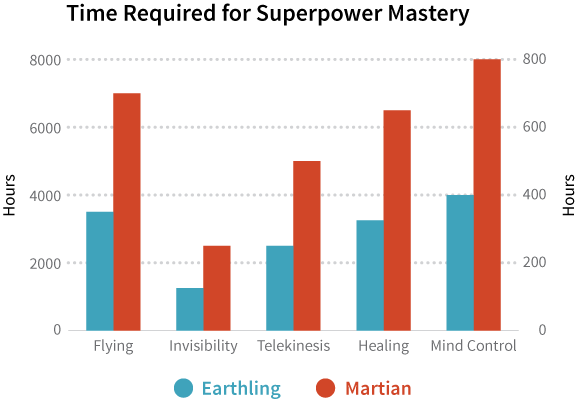 Time Required for Superpower Mastery
8000
6000
4000
2000
0
Hours
800
600
400
200
0
Hours
Flying Invisibility Telekinesis Healing Mind Control
Earthling Martian